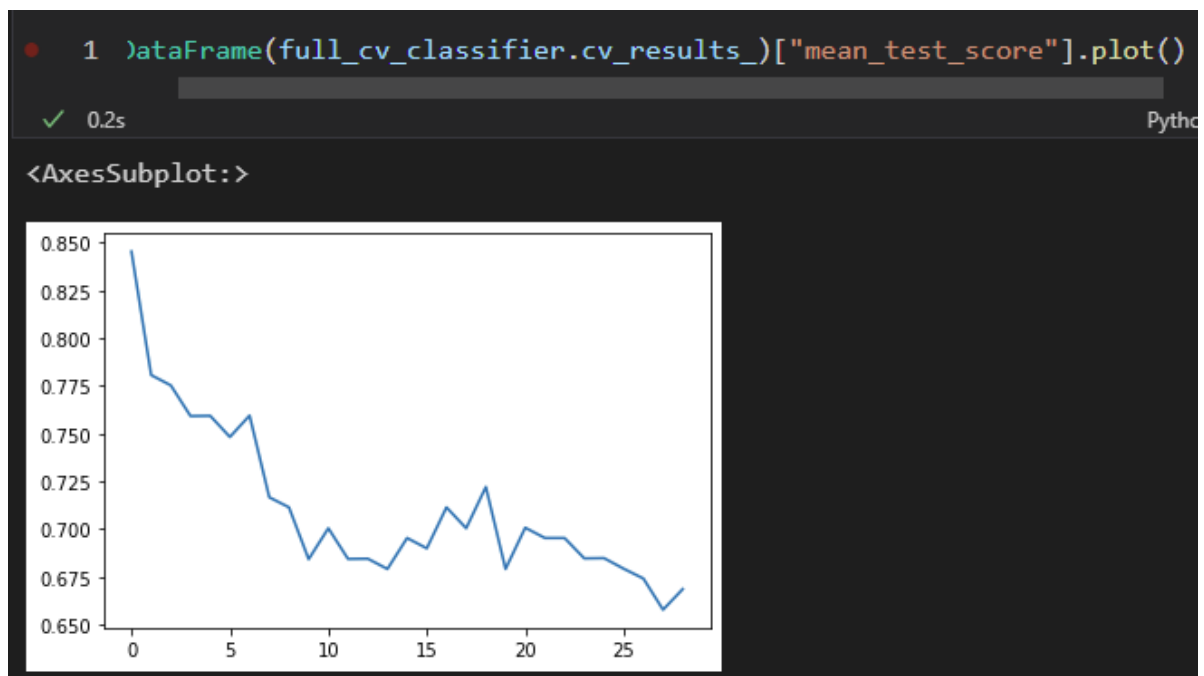 1 )ataFrame(full_cv_classifier.cv_results_)["mean_test_score"].plot()
✓ 0.2s Pytho
<AxesSubplot:>
0.850
0.825
0.800
0.775
0.750
0.725
0.700
0.675
0.650
0 5 10 15 20 25